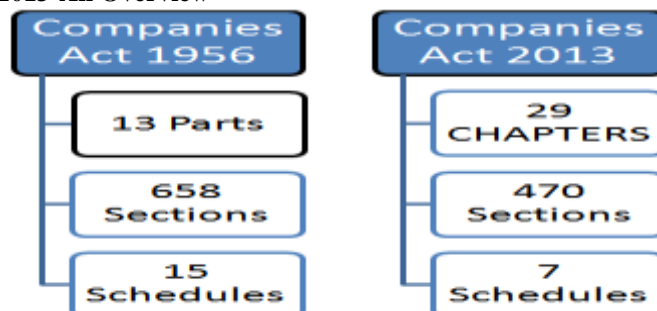 Companies
Act 1956
13 Parts
658
Sections
15
Schedules
Companies
Act 2013
29
CHAPTERS
470
Sections
7
Schedules